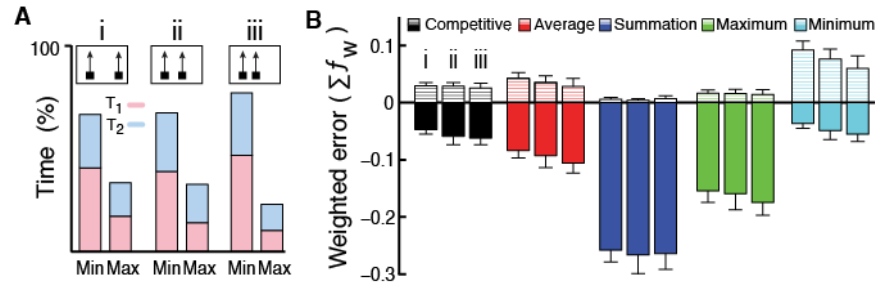 A
i
ii
iii
100
T1
T2
Time (%)
Min Max Min Max Min Max
B
Competitive Average Summation Maximum Minimum
0.1
i ii iii
0
-0.1
-0.2
-0.3
Weighted error (∑fw)